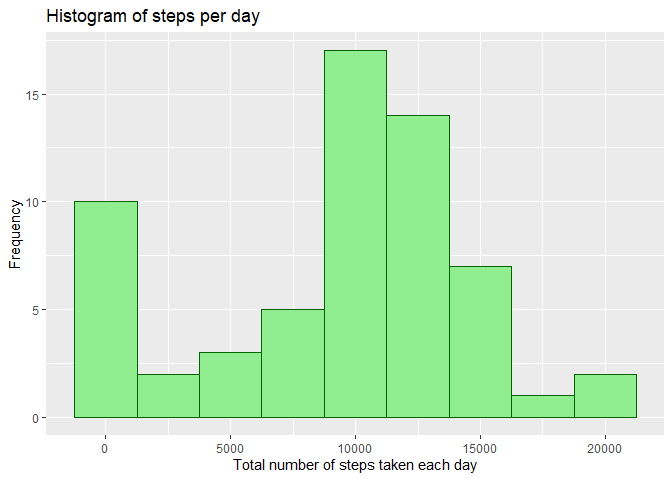 Histogram of steps per day
15
10
5
0
Frequency
0 5000 10000 15000 20000
Total number of steps taken each day